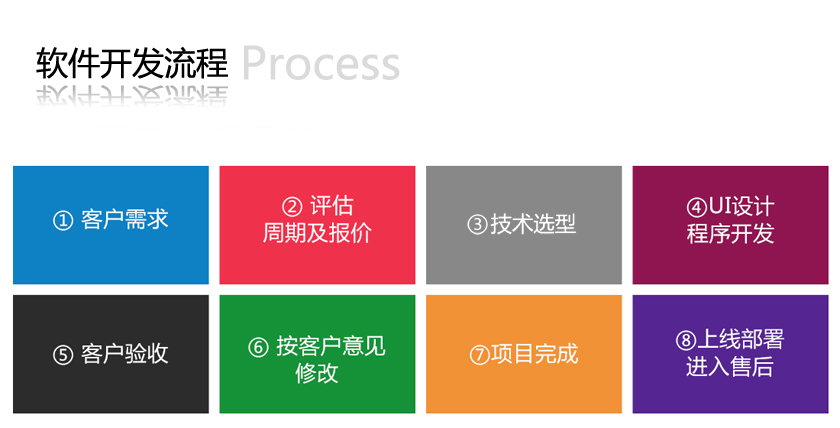 软件开发流程 Process
① 客户需求
② 评估
周期及报价
③技术选型
④UI设计
程序开发
⑤ 客户验收
⑥ 按客户意见
修改
⑦项目完成
⑧上线部署
进入售后